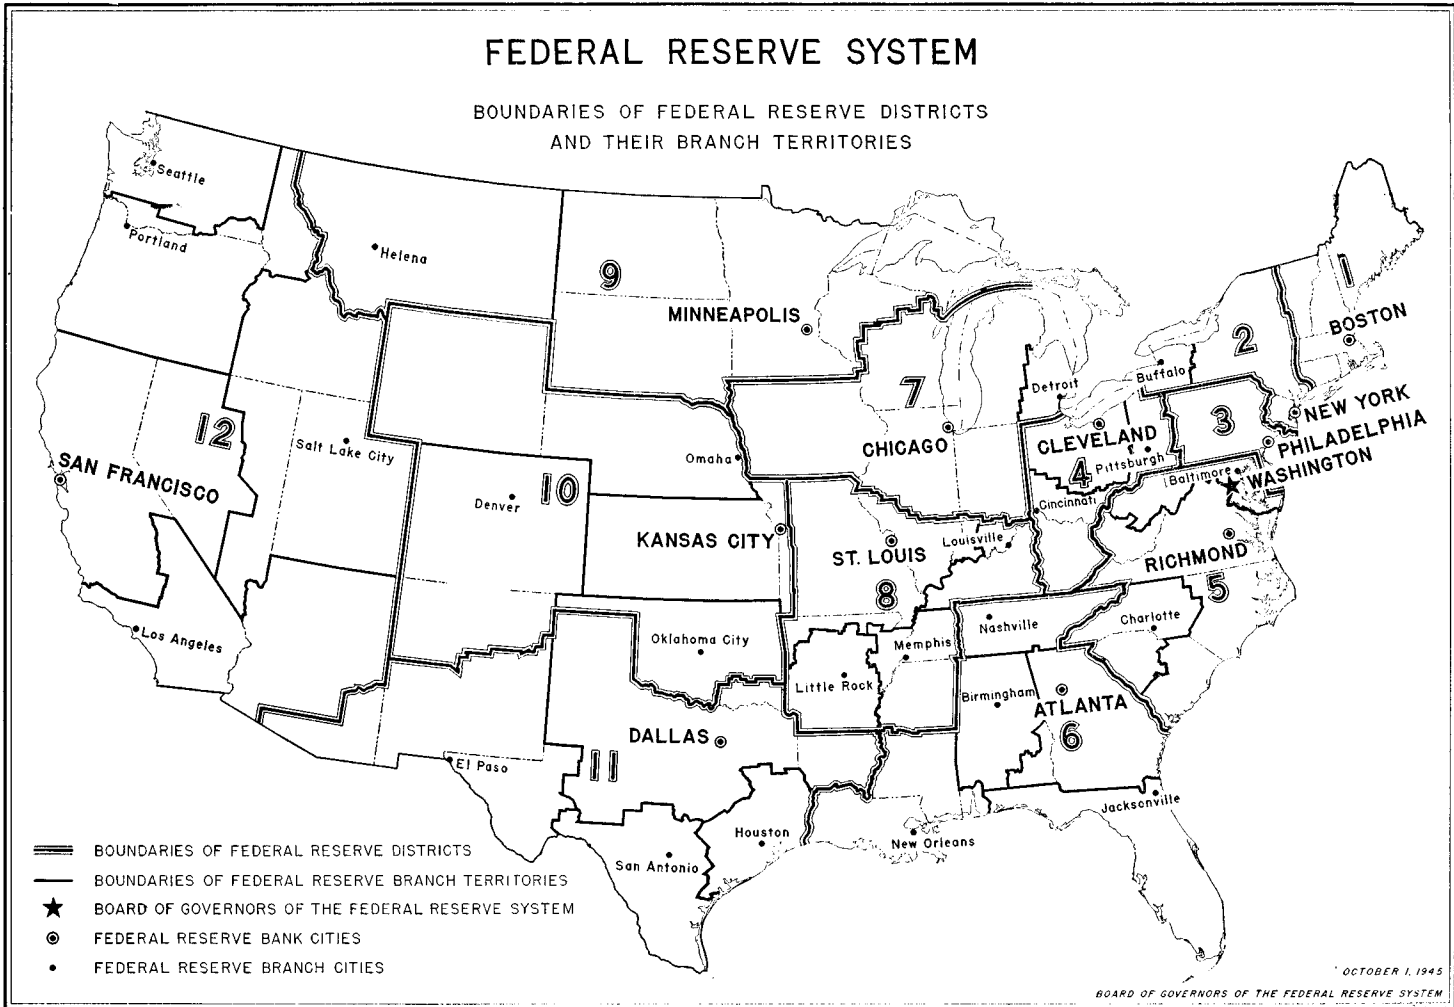 FEDERAL RESERVE SYSTEM
BOUNDARIES OF FEDERAL RESERVE DISTRICTS
AND THEIR BRANCH TERRITORIES
Seattle
Portland
Helena
9
MINNEAPOLIS
1
BOSTON
2
Buffalo
Detroit
7
CHICAGO
CLEVELAND
4
Pittsburgh
Cincinnati
3
NEW YORK
PHILADELPHIA
WASHINGTON
Baltimore
12
SAN FRANCISCO
Salt Lake City
Omaha
Denver
10
KANSAS CITY
ST. LOUIS
8
Louisville
RICHMOND
5
Los Angeles
Oklahoma City
Memphis
Nashville
Charlotte
Little Rock
Birmingham
ATLANTA
6
DALLAS
11
El Paso
Houston
San Antonio
New Orleans
Jacksonville
BOUNDARIES OF FEDERAL RESERVE DISTRICTS
BOUNDARIES OF FEDERAL RESERVE BRANCH TERRITORIES
BOARD OF GOVERNORS OF THE FEDERAL RESERVE SYSTEM
FEDERAL RESERVE BANK CITIES
FEDERAL RESERVE BRANCH CITIES
OCTOBER 1, 1945
BOARD OF GOVERNORS OF THE FEDERAL RESERVE SYSTEM